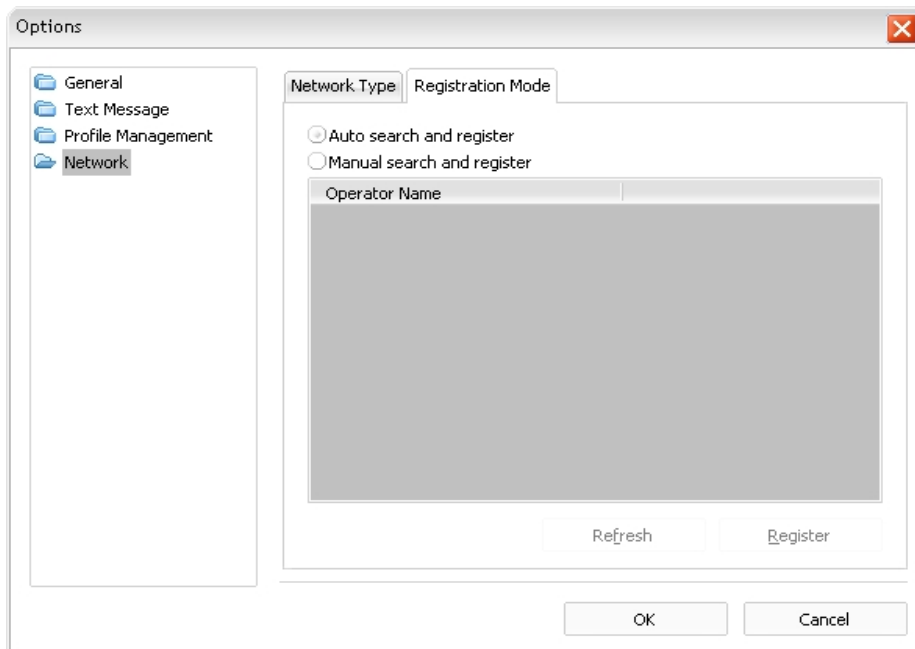 Options
General
Text Message
Profile Management
Network
Network Type
Registration Mode
Auto search and register
Manual search and register
Operator Name
Refresh
Register
OK
Cancel